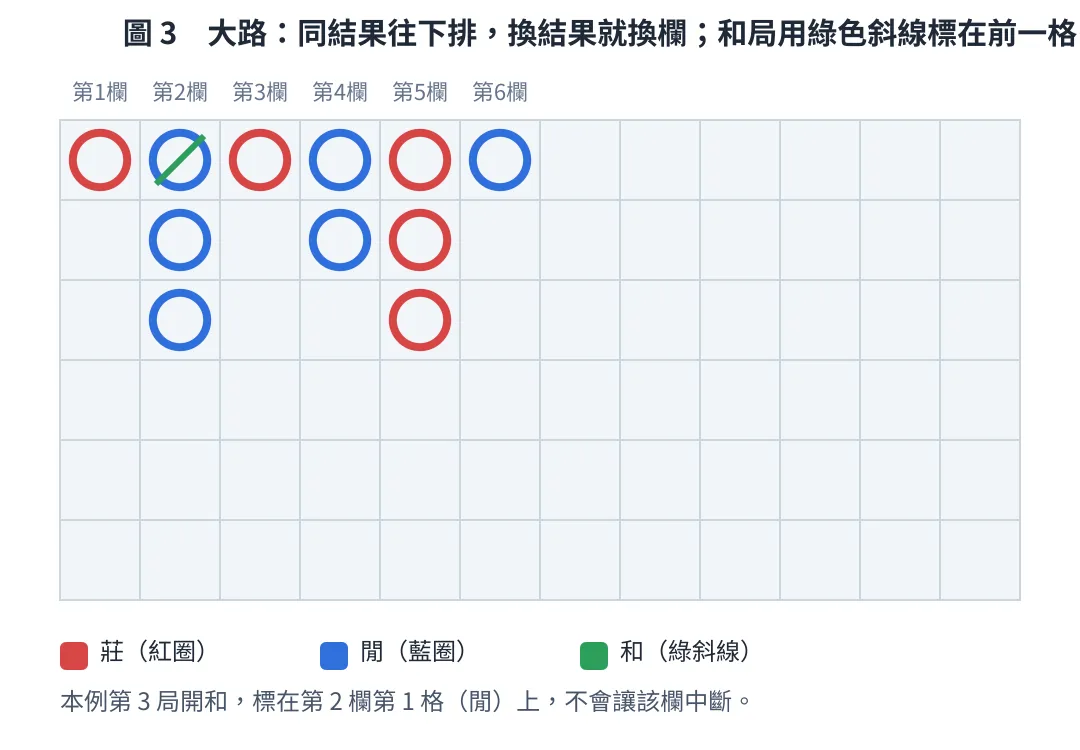 圖 3　大路：同結果往下排，換結果就換欄；和局用綠色斜線標在前一格
第1欄 第2欄 第3欄 第4欄 第5欄 第6欄
莊（紅圈） 閒（藍圈） 和（綠斜線）
本例第 3 局開和，標在第 2 欄第 1 格（閒）上，不會讓該欄中斷。